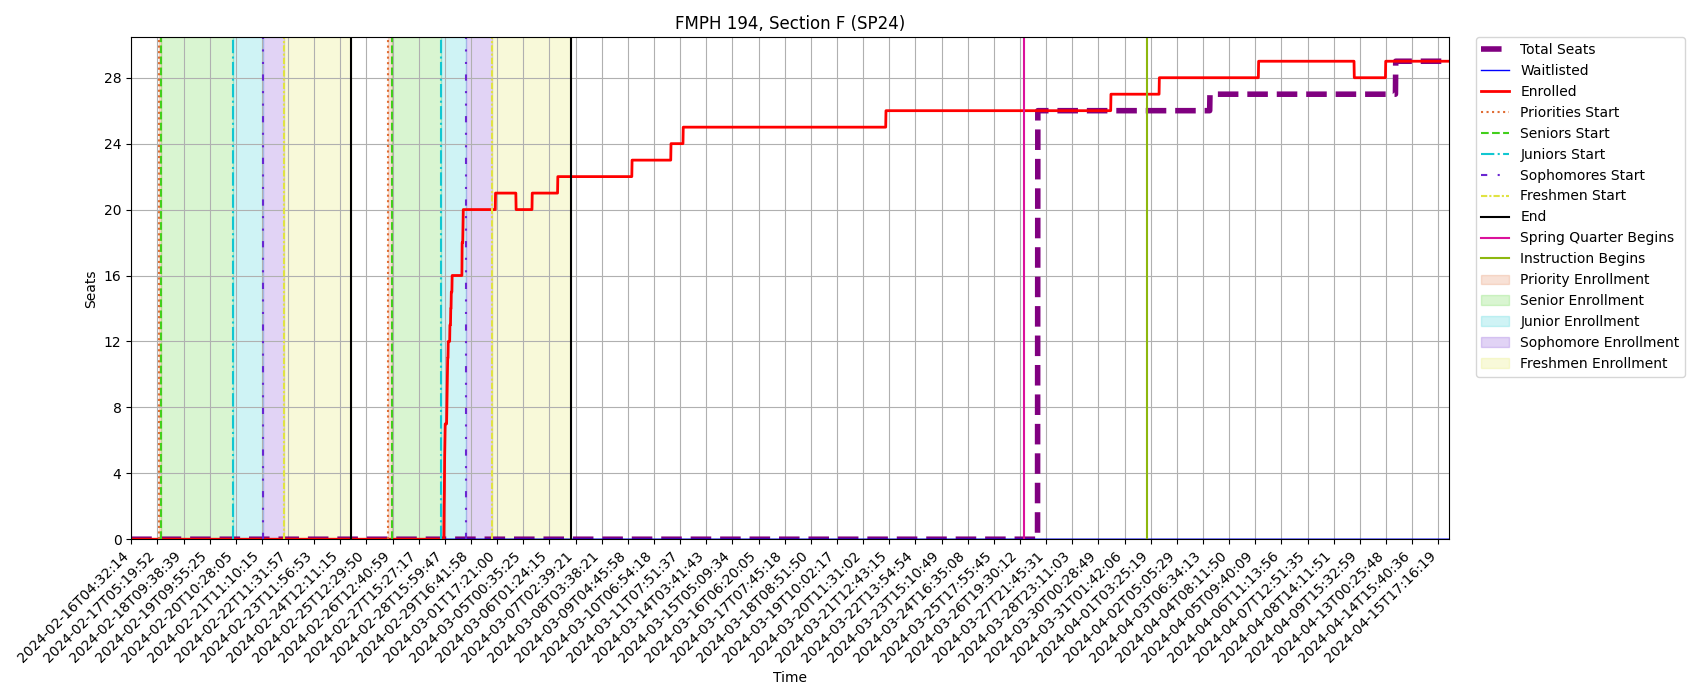 FMPH 194, Section F (SP24)
Seats
28
24
20
16
12
8
4
0
2024-02-16T04:32:14
2024-02-17T05:19:52
2024-02-18T09:38:39
2024-02-19T09:55:25
2024-02-20T10:28:05
2024-02-21T11:10:15
2024-02-22T11:31:57
2024-02-23T11:56:53
2024-02-24T12:11:15
2024-02-25T12:29:50
2024-02-26T12:40:59
2024-02-27T15:27:17
2024-02-28T15:59:47
2024-02-29T16:41:58
2024-03-01T17:21:00
2024-03-05T00:35:25
2024-03-06T01:24:15
2024-03-07T02:39:21
2024-03-08T03:38:21
2024-03-09T04:45:58
2024-03-10T06:54:18
2024-03-11T07:51:37
2024-03-14T03:41:43
2024-03-15T05:09:34
2024-03-16T06:20:05
2024-03-17T07:45:18
2024-03-18T08:51:50
2024-03-19T10:02:17
2024-03-20T11:31:02
2024-03-21T12:43:15
2024-03-22T13:54:54
2024-03-23T15:10:49
2024-03-24T16:35:08
2024-03-25T17:55:45
2024-03-26T19:30:12
2024-03-27T21:45:31
2024-03-28T23:11:03
2024-03-30T00:28:49
2024-03-31T01:42:06
2024-04-01T03:25:19
2024-04-02T05:05:29
2024-04-03T06:34:13
2024-04-04T08:11:50
2024-04-05T09:40:05
2024-04-06T11:13:56
2024-04-07T12:51:35
2024-04-08T14:11:51
2024-04-09T15:32:59
2024-04-13T00:25:48
2024-04-14T15:40:36
2024-04-15T17:16:19
Time
Total Seats
Waitlisted
Enrolled
Priorities Start
Seniors Start
Juniors Start
Sophomores Start
Freshmen Start
End
Spring Quarter Begins
Instruction Begins
Priority Enrollment
Senior Enrollment
Junior Enrollment
Sophomore Enrollment
Freshmen Enrollment